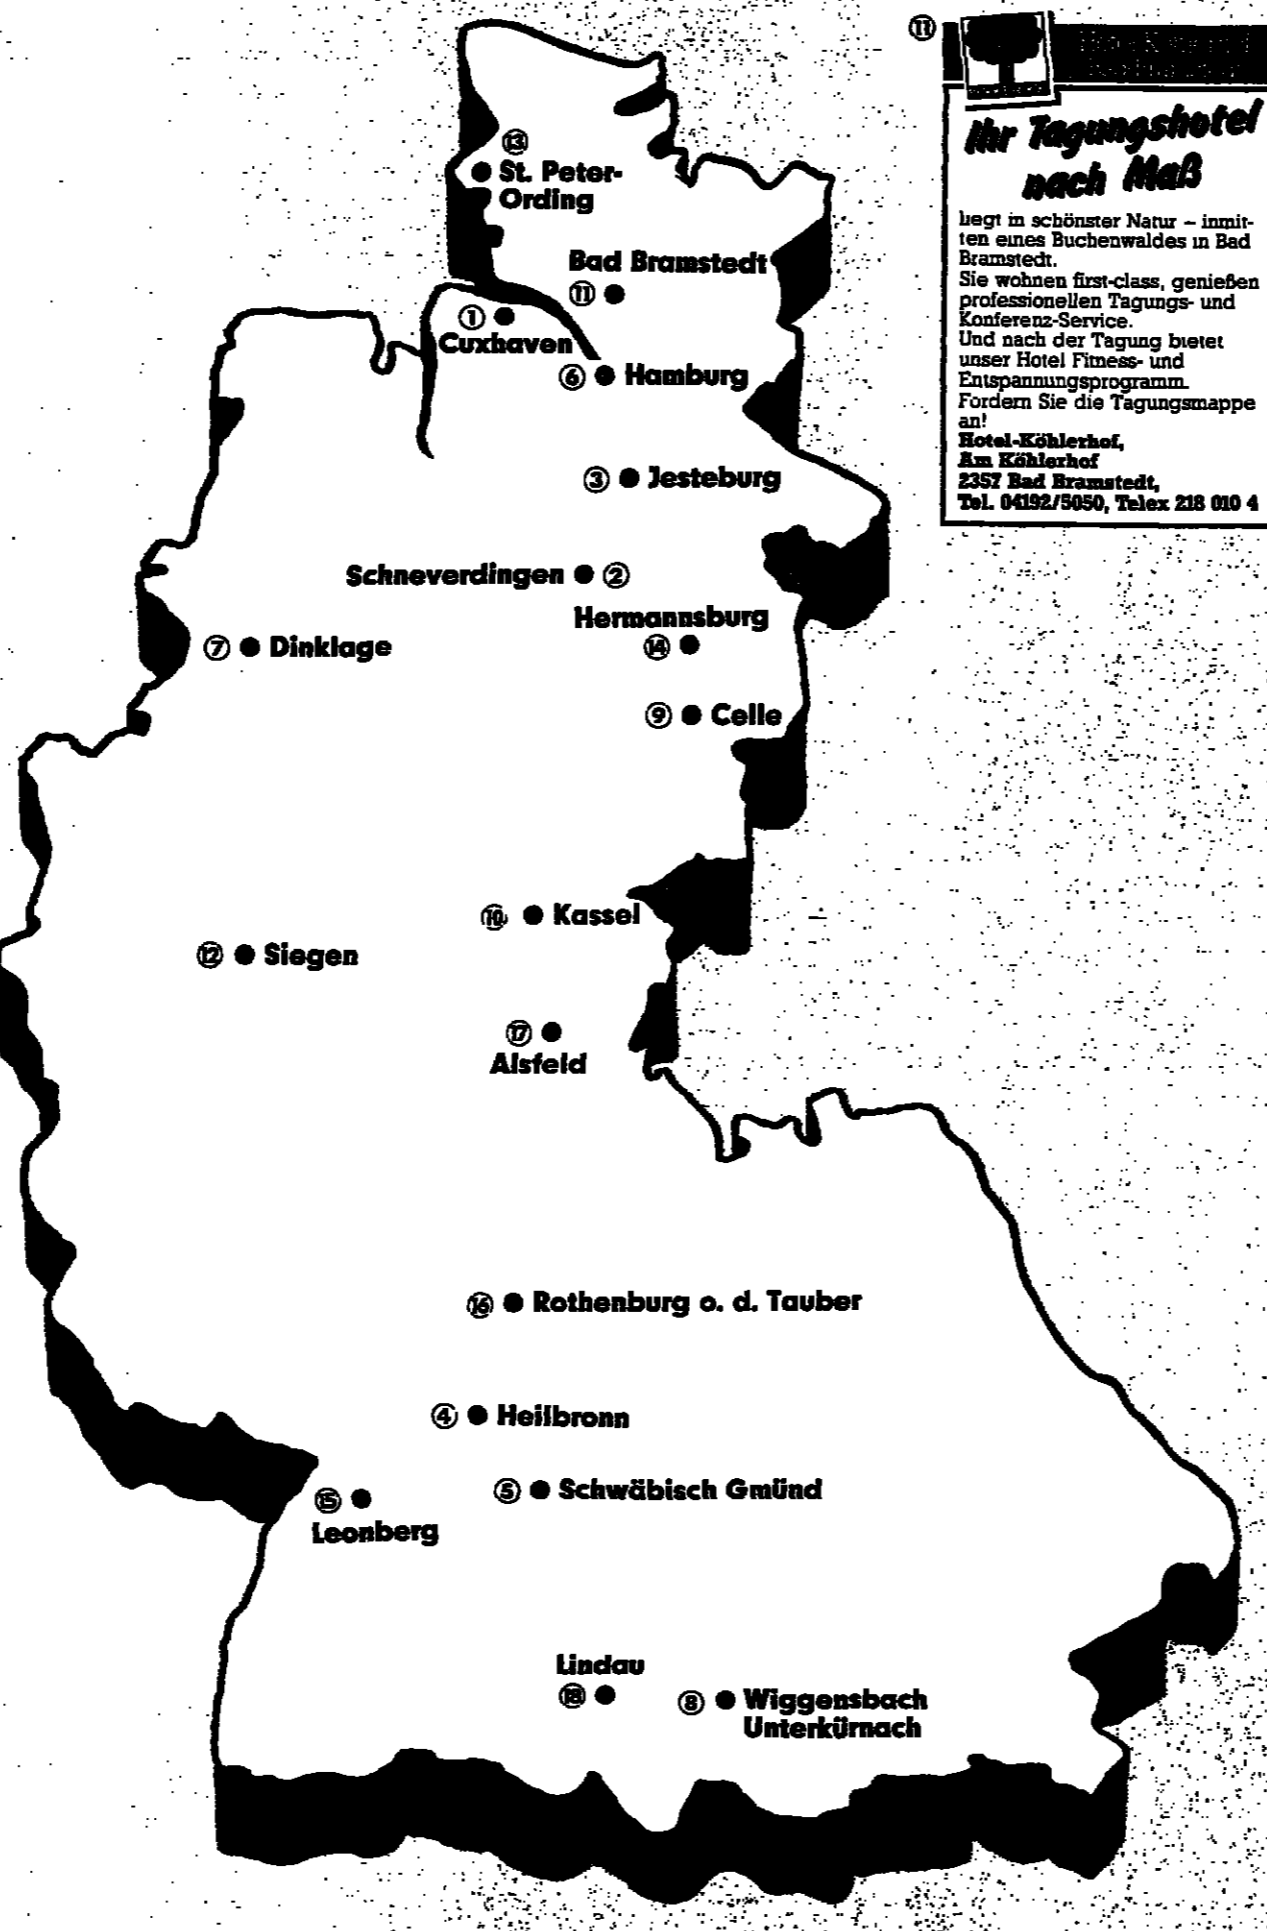 ⑬
St. Peter-
Ording
Bad Bramstedt
⑪
①
Cuxhaven
⑥ Hamburg
③ Jesteburg
Schneverdingen ②
Hermannsburg
⑭
⑦ Dinklage
⑨ Celle
⑩ Kassel
⑫ Siegen
⑰
Alsfeld
⑯ Rothenburg o. d. Tauber
④ Heilbronn
⑤ Schwäbisch Gmünd
⑮
Leonberg
Lindau
⑱
⑧ Wiggensbach
Unterkürnach
⑪
Ihr Tagungshotel
nach Maß
liegt in schönster Natur – inmit-
ten eines Buchenwaldes in Bad
Bramstedt.
Sie wohnen first-class, genießen
professionellen Tagungs- und
Konferenz-Service.
Und nach der Tagung bietet
unser Hotel Fitness- und
Entspannungsprogramm.
Fordern Sie die Tagungsmappe
an!
Hotel-Köhlerhof,
Am Köhlerhof
2357 Bad Bramstedt,
Tel. 04192/5050, Telex 218 010 4